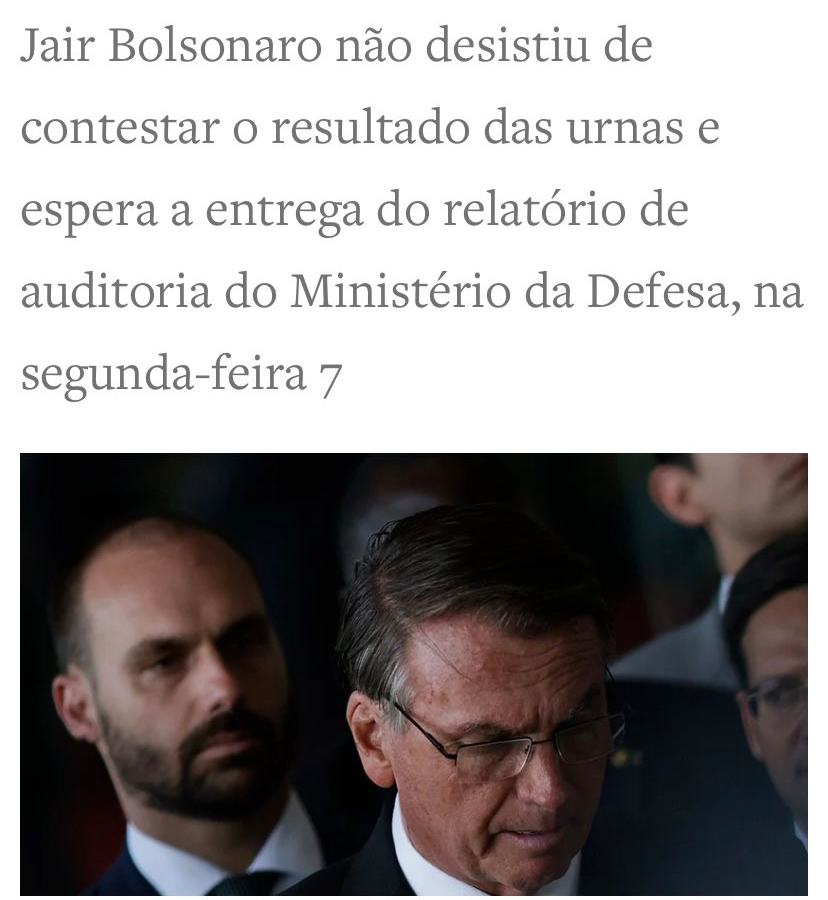 Jair Bolsonaro não desistiu de
contestar o resultado das urnas e
espera a entrega do relatório de
auditoria do Ministério da Defesa, na
segunda-feira 7